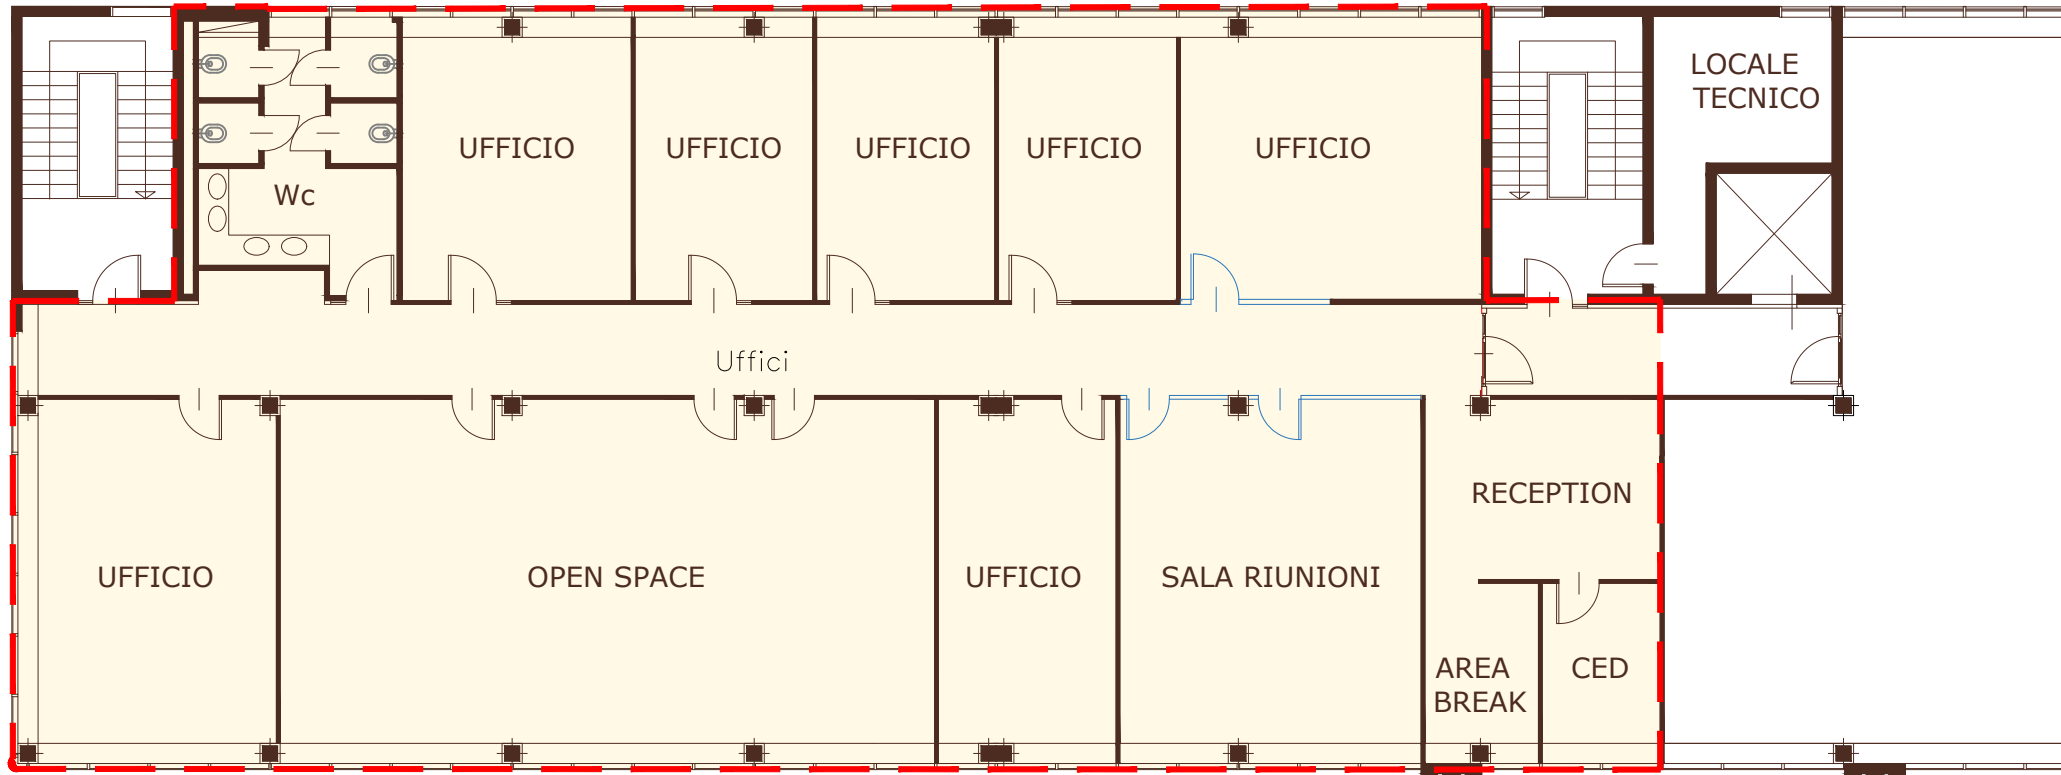 LOCALE
TECNICO
UFFICIO
UFFICIO
UFFICIO
UFFICIO
UFFICIO
Wc
Uffici
RECEPTION
UFFICIO
OPEN SPACE
UFFICIO
SALA RIUNIONI
AREA
BREAK
CED